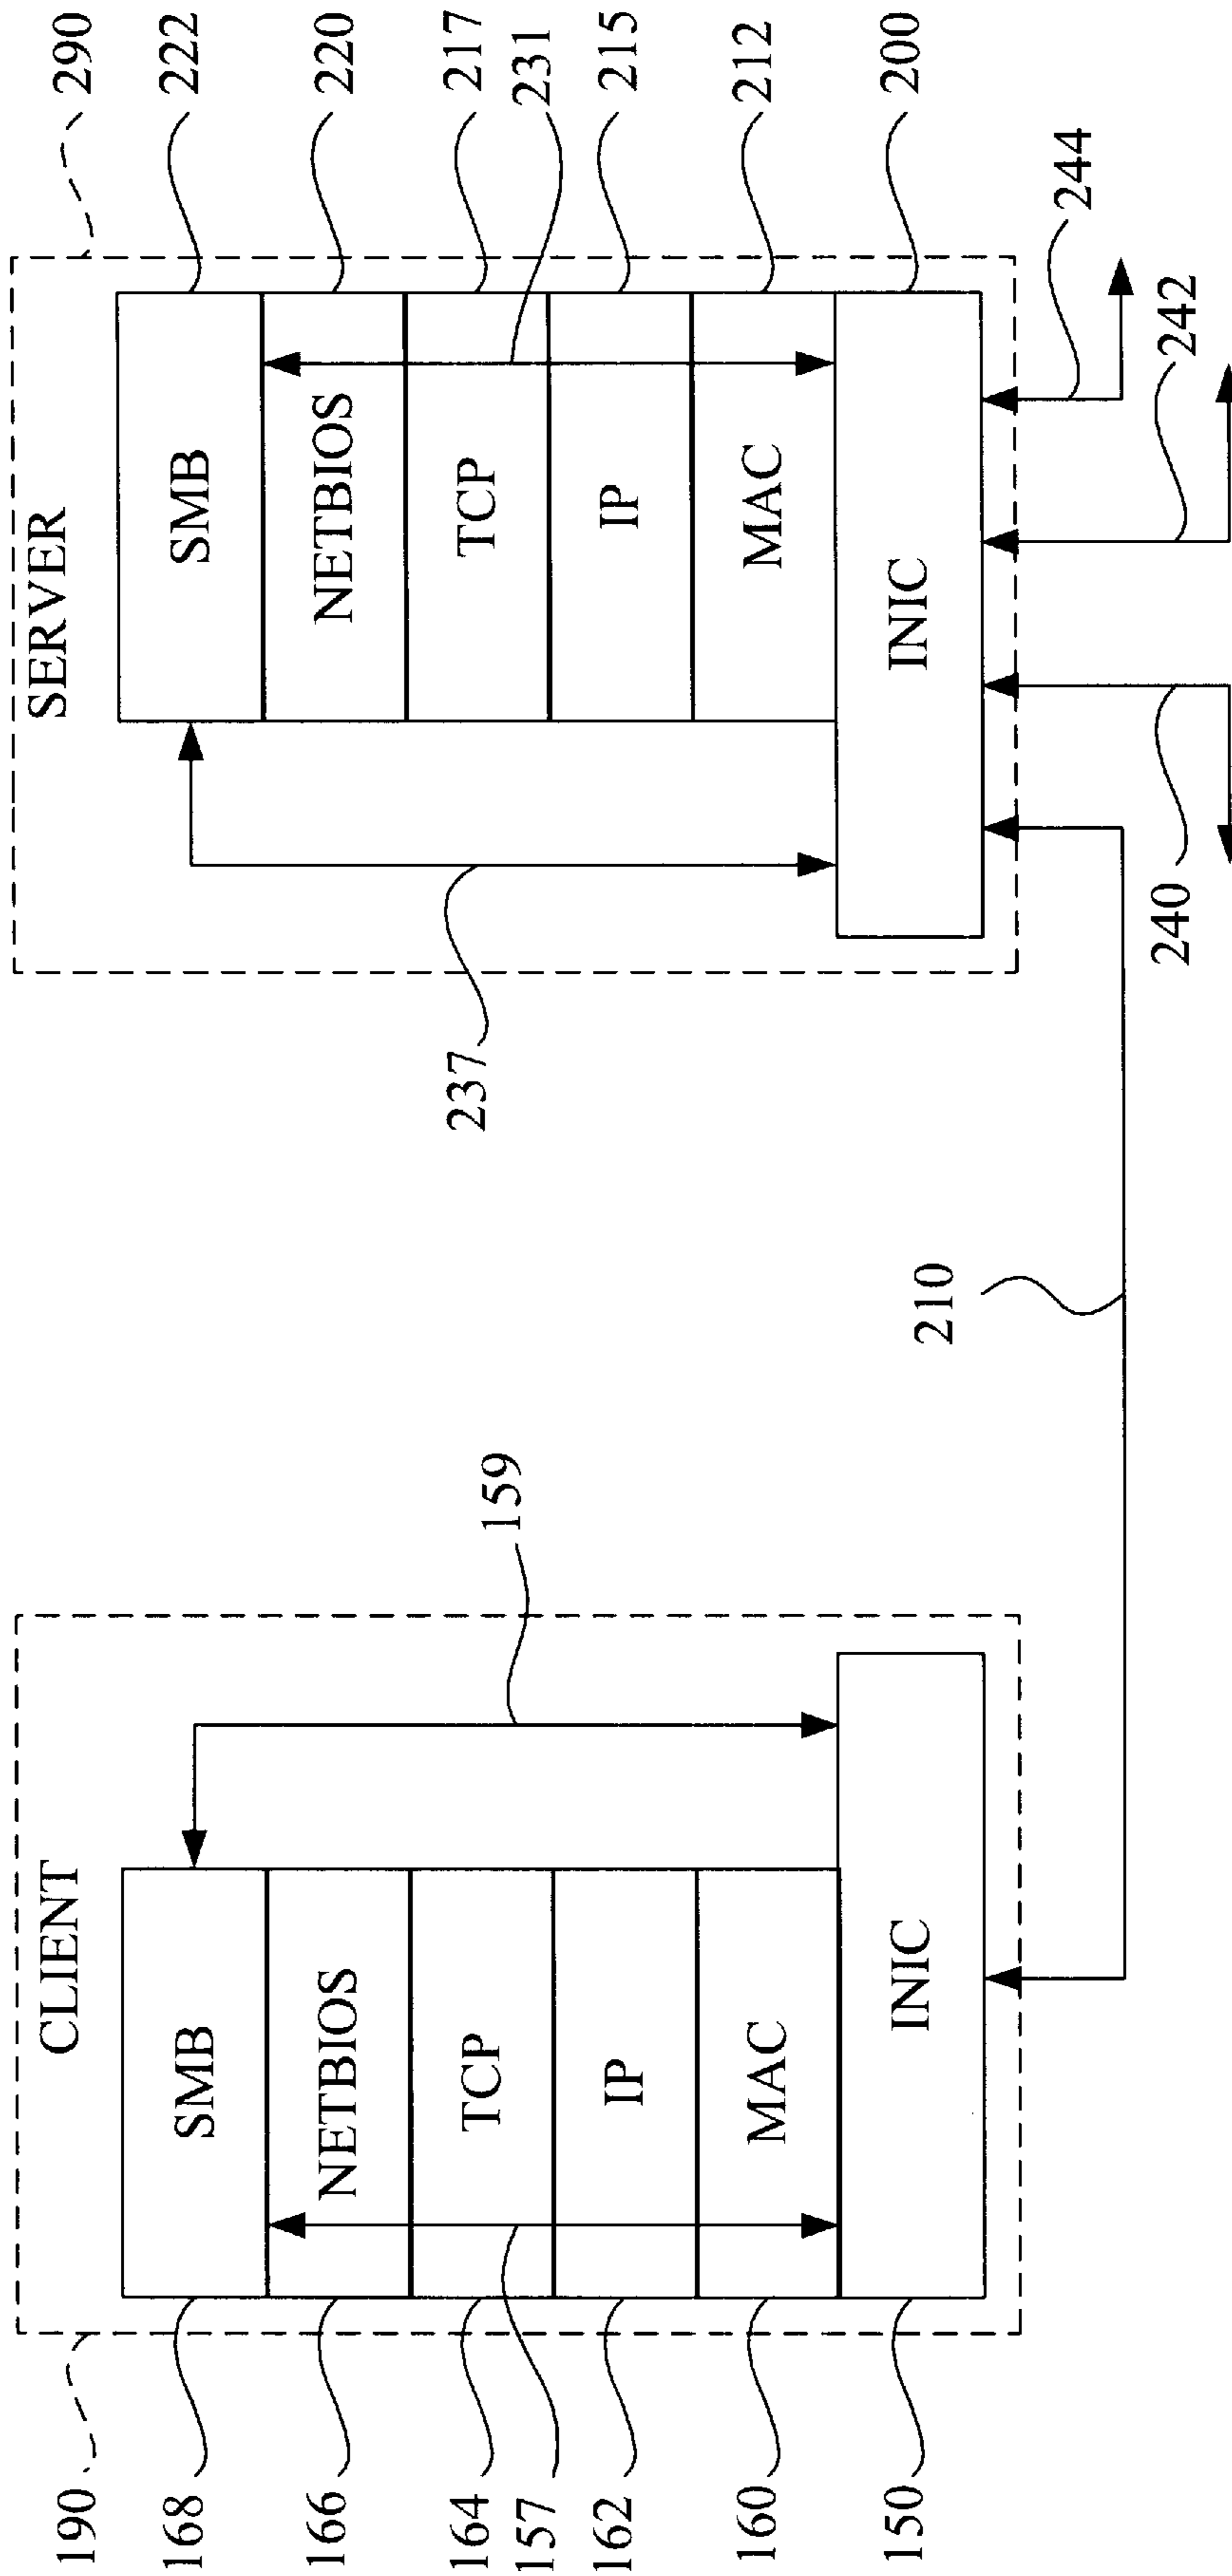 CLIENT
190
168
SMB
166
NETBIOS
164
TCP
157
162
IP
160
MAC
150
INIC
159
210
SERVER
290
SMB
222
NETBIOS
220
TCP
217
231
IP
215
MAC
212
INIC
200
237
240
242
244